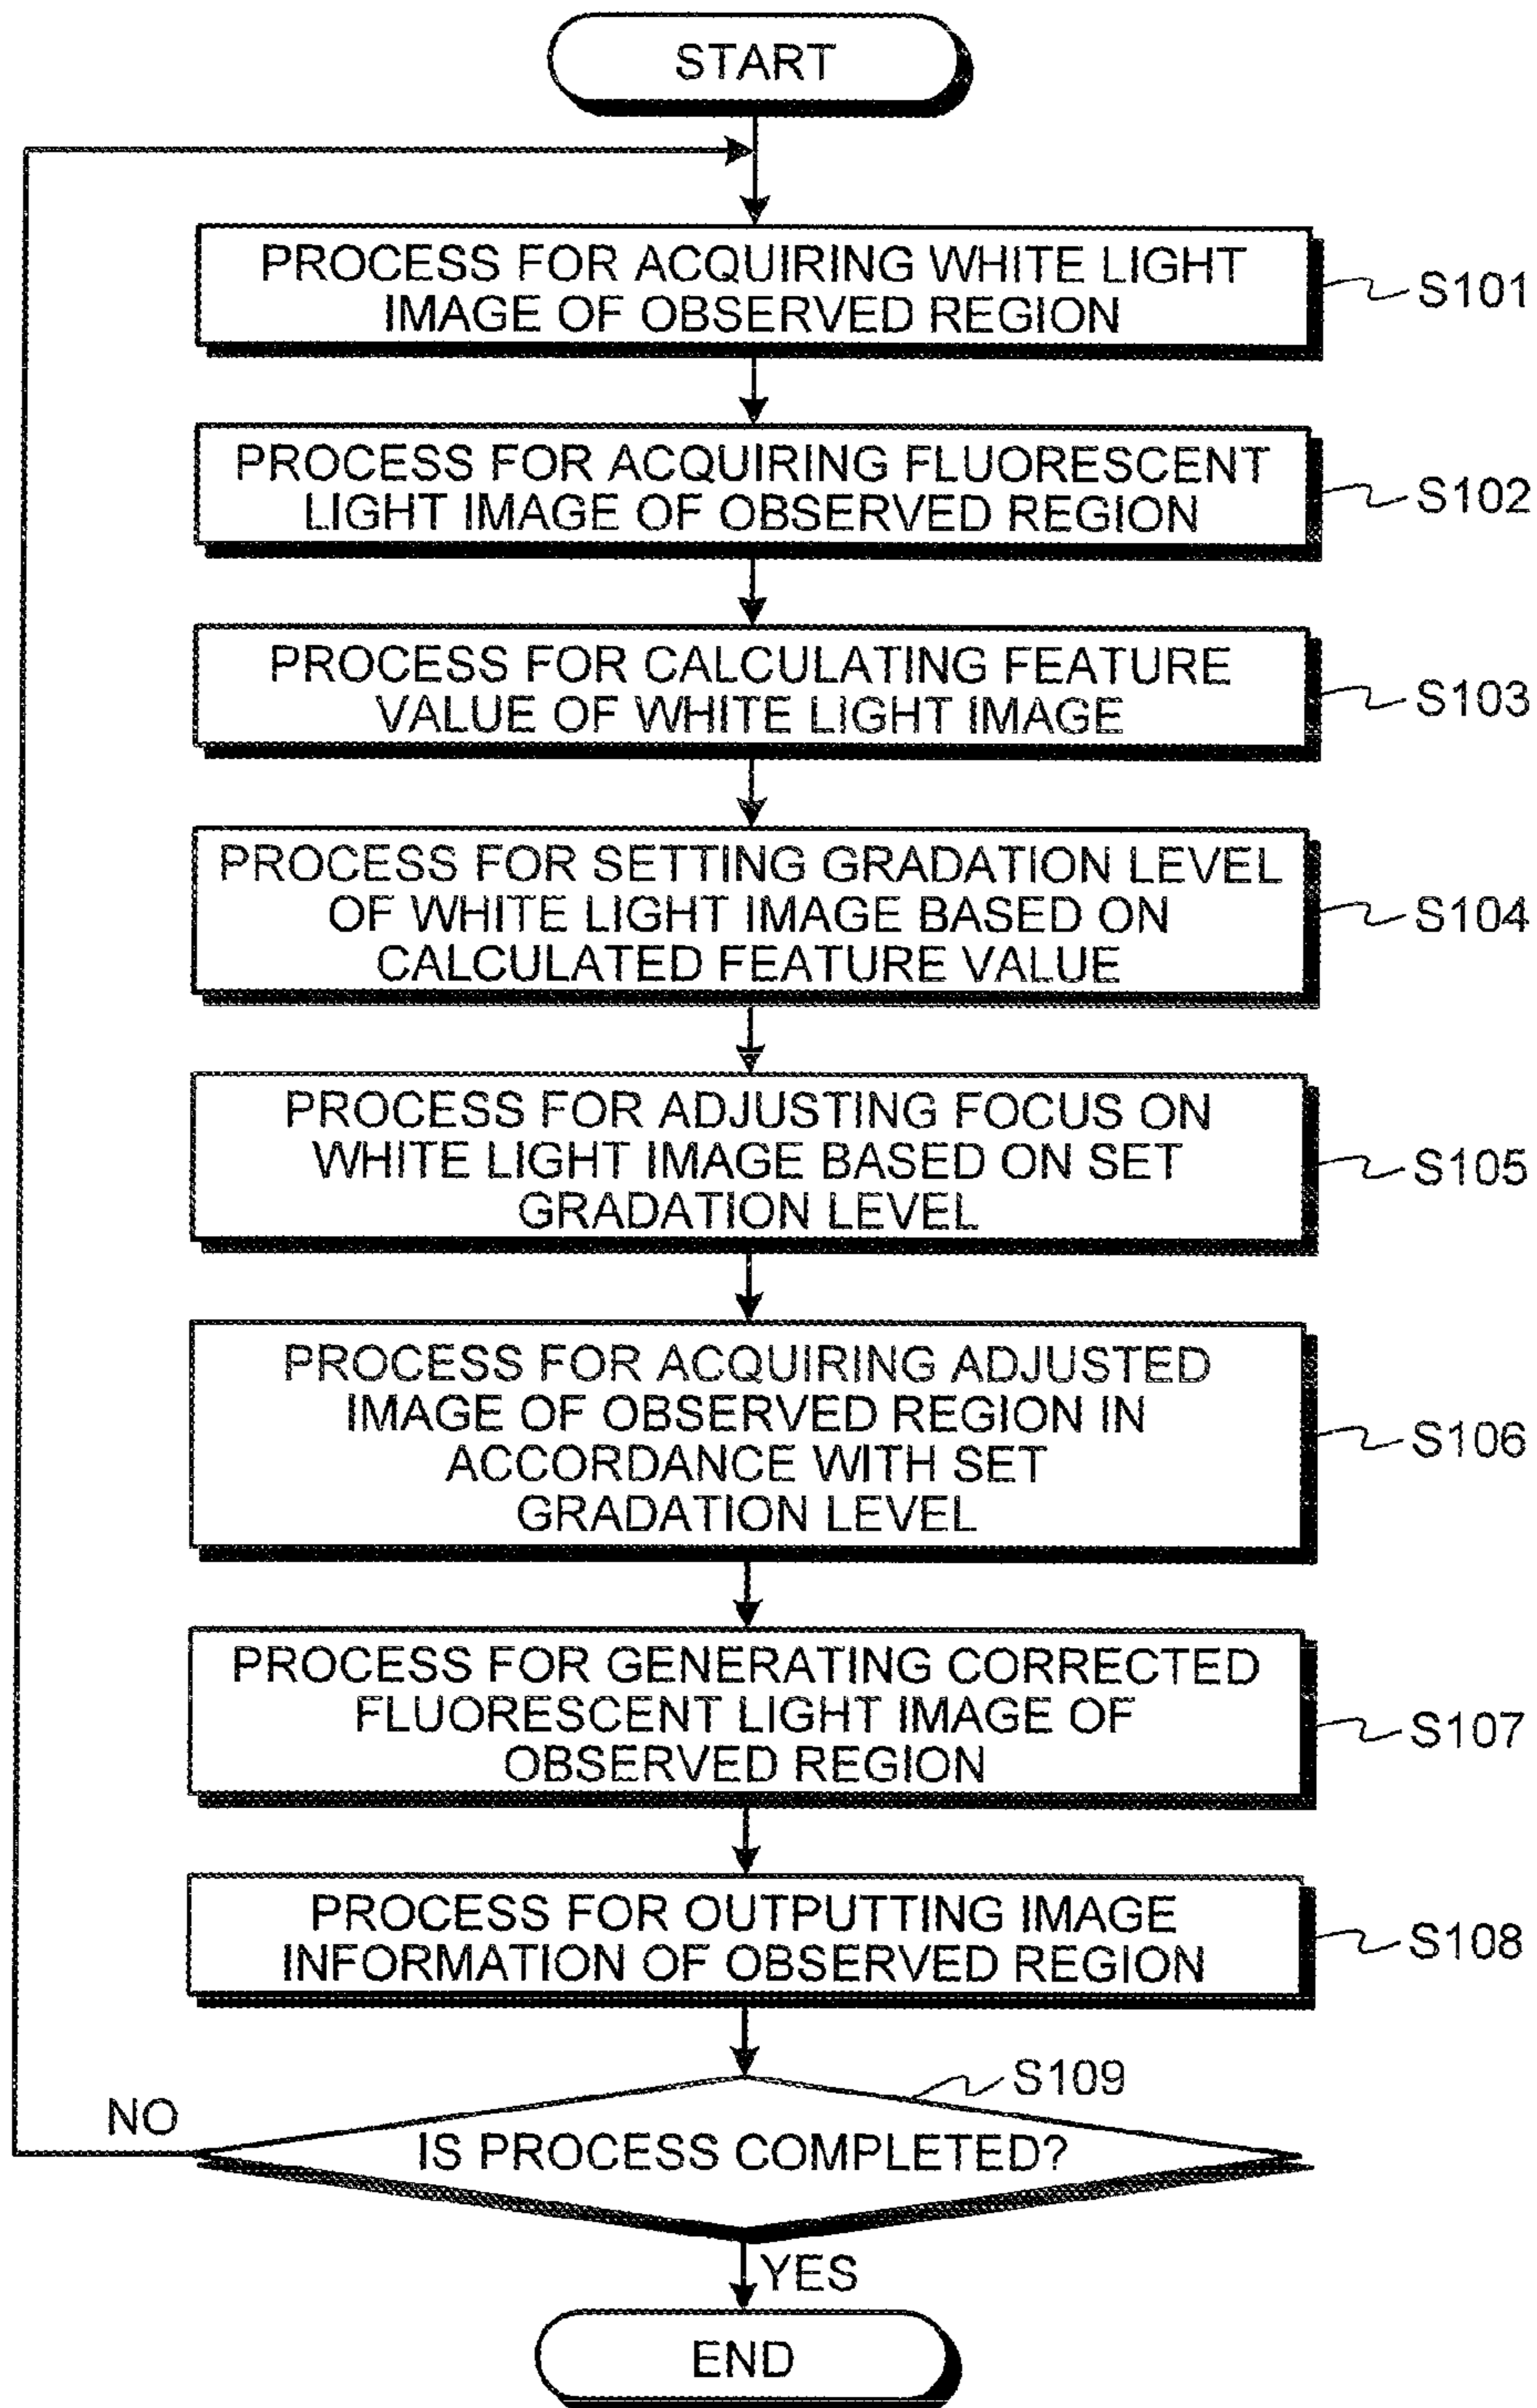 START
PROCESS FOR ACQUIRING WHITE LIGHT
IMAGE OF OBSERVED REGION
S101
PROCESS FOR ACQUIRING FLUORESCENT
LIGHT IMAGE OF OBSERVED REGION
S102
PROCESS FOR CALCULATING FEATURE
VALUE OF WHITE LIGHT IMAGE
S103
PROCESS FOR SETTING GRADATION LEVEL
OF WHITE LIGHT IMAGE BASED ON
CALCULATED FEATURE VALUE
S104
PROCESS FOR ADJUSTING FOCUS ON
WHITE LIGHT IMAGE BASED ON SET
GRADATION LEVEL
S105
PROCESS FOR ACQUIRING ADJUSTED
IMAGE OF OBSERVED REGION IN
ACCORDANCE WITH SET
GRADATION LEVEL
S106
PROCESS FOR GENERATING CORRECTED
FLUORESCENT LIGHT IMAGE OF
OBSERVED REGION
S107
PROCESS FOR OUTPUTTING IMAGE
INFORMATION OF OBSERVED REGION
S108
S109
NO
IS PROCESS COMPLETED?
YES
END